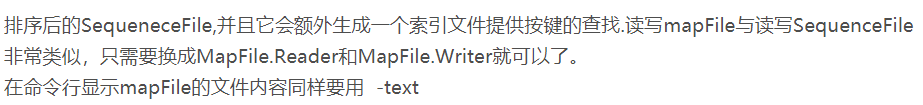 排序后的SequeneceFile,并且它会额外生成一个索引文件提供按键的查找.读写mapFile与读写SequenceFile
非常类似，只需要换成MapFile.Reader和MapFile.Writer就可以了。
在命令行显示mapFile的文件内容同样要用  -text